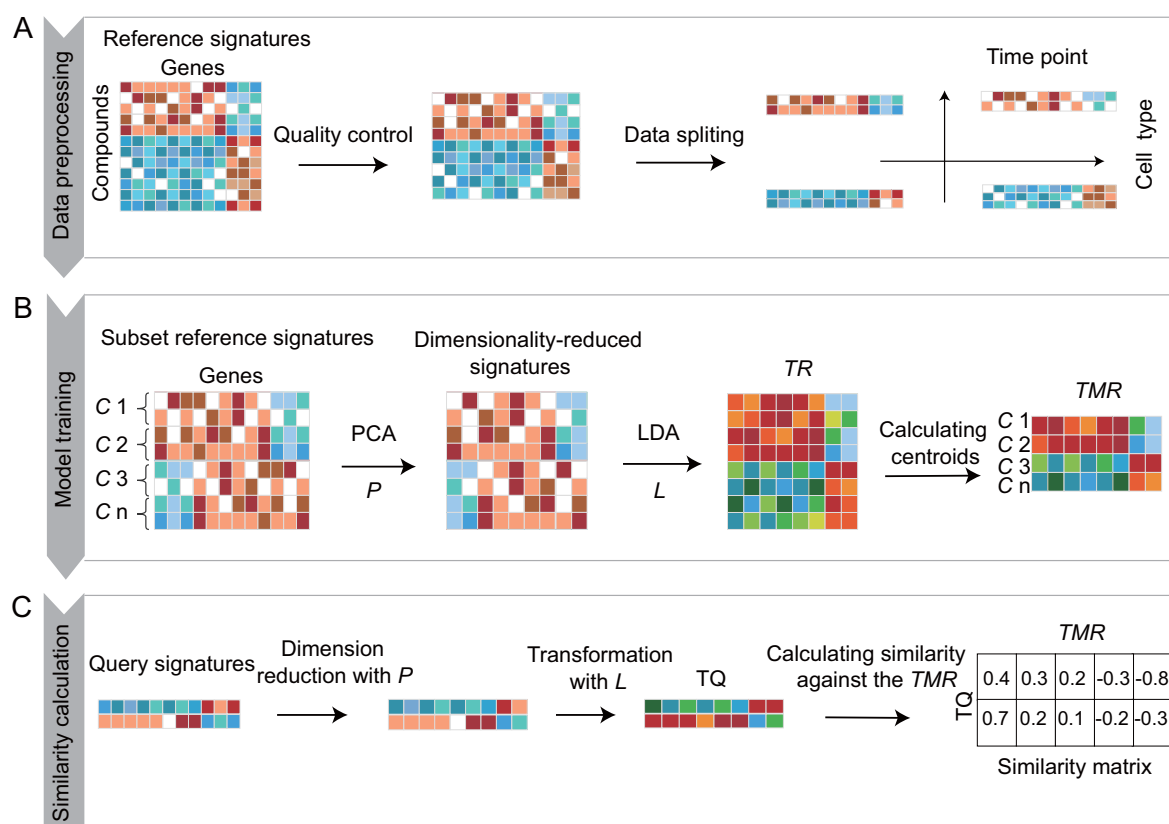 A
Data preprocessing
Reference signatures
Genes
Compounds
Quality control
Data spliting
Time point
Cell type
B
Model training
Subset reference signatures
Genes
C 1
C 2
C 3
C n
PCA
P
Dimensionality-reduced
signatures
LDA
L
TR
Calculating
centroids
TMR
C 1
C 2
C 3
C n
C
Similarity calculation
Query signatures
Dimension
reduction with P
Transformation
with L
TQ
Calculating similarity
against the TMR
TMR
TQ
0.4 0.3 0.2 -0.3 -0.8
0.7 0.2 0.1 -0.2 -0.3
Similarity matrix